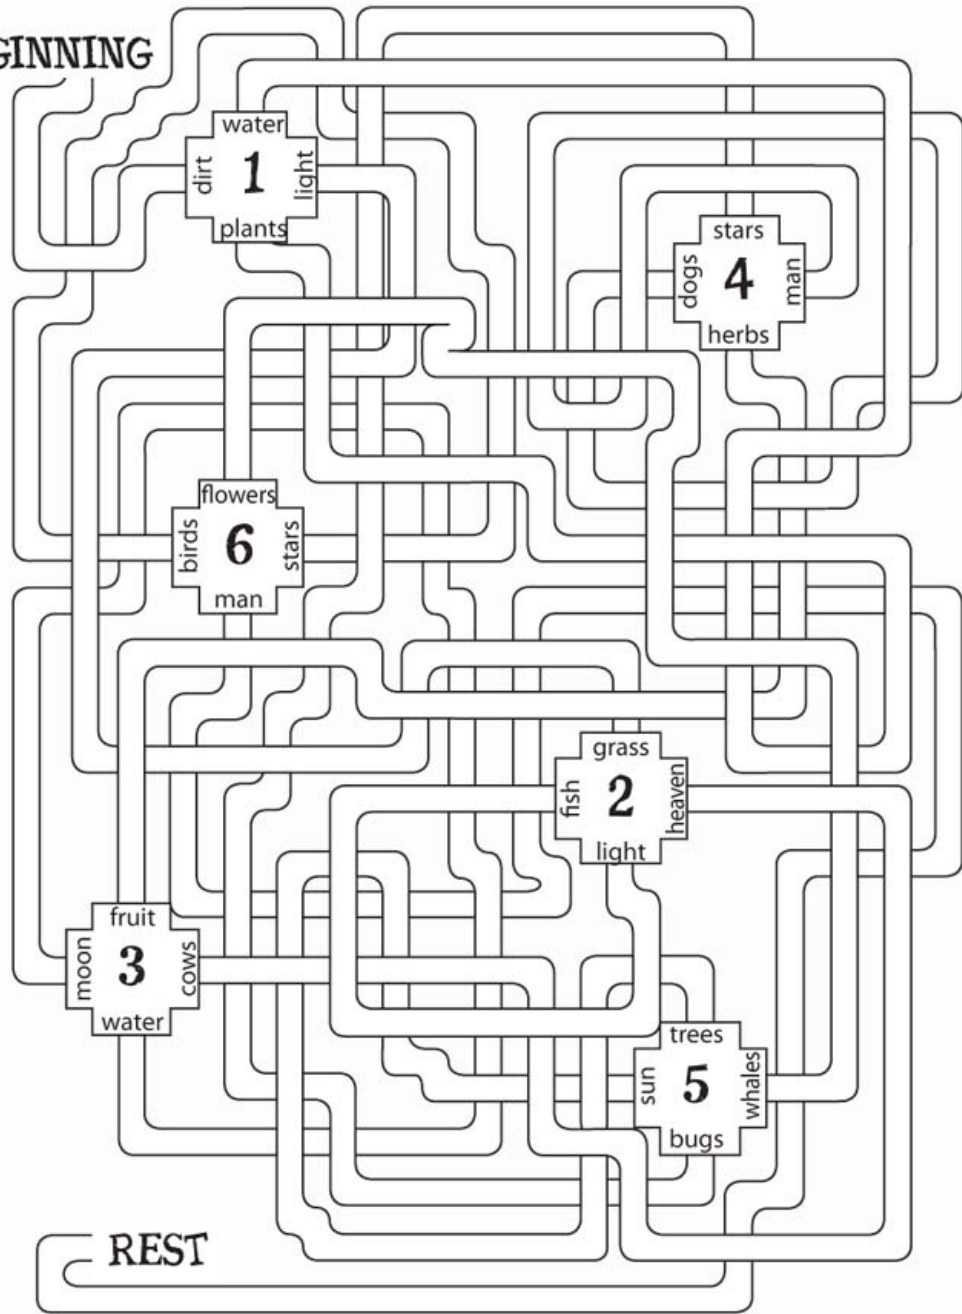 GINNING
water
dirt 1 light
plants
stars
dogs 4 man
herbs
flowers
birds 6 stars
man
grass
fish 2 heaven
light
fruit
moon 3 cows
water
trees
sun 5 whales
bugs
REST